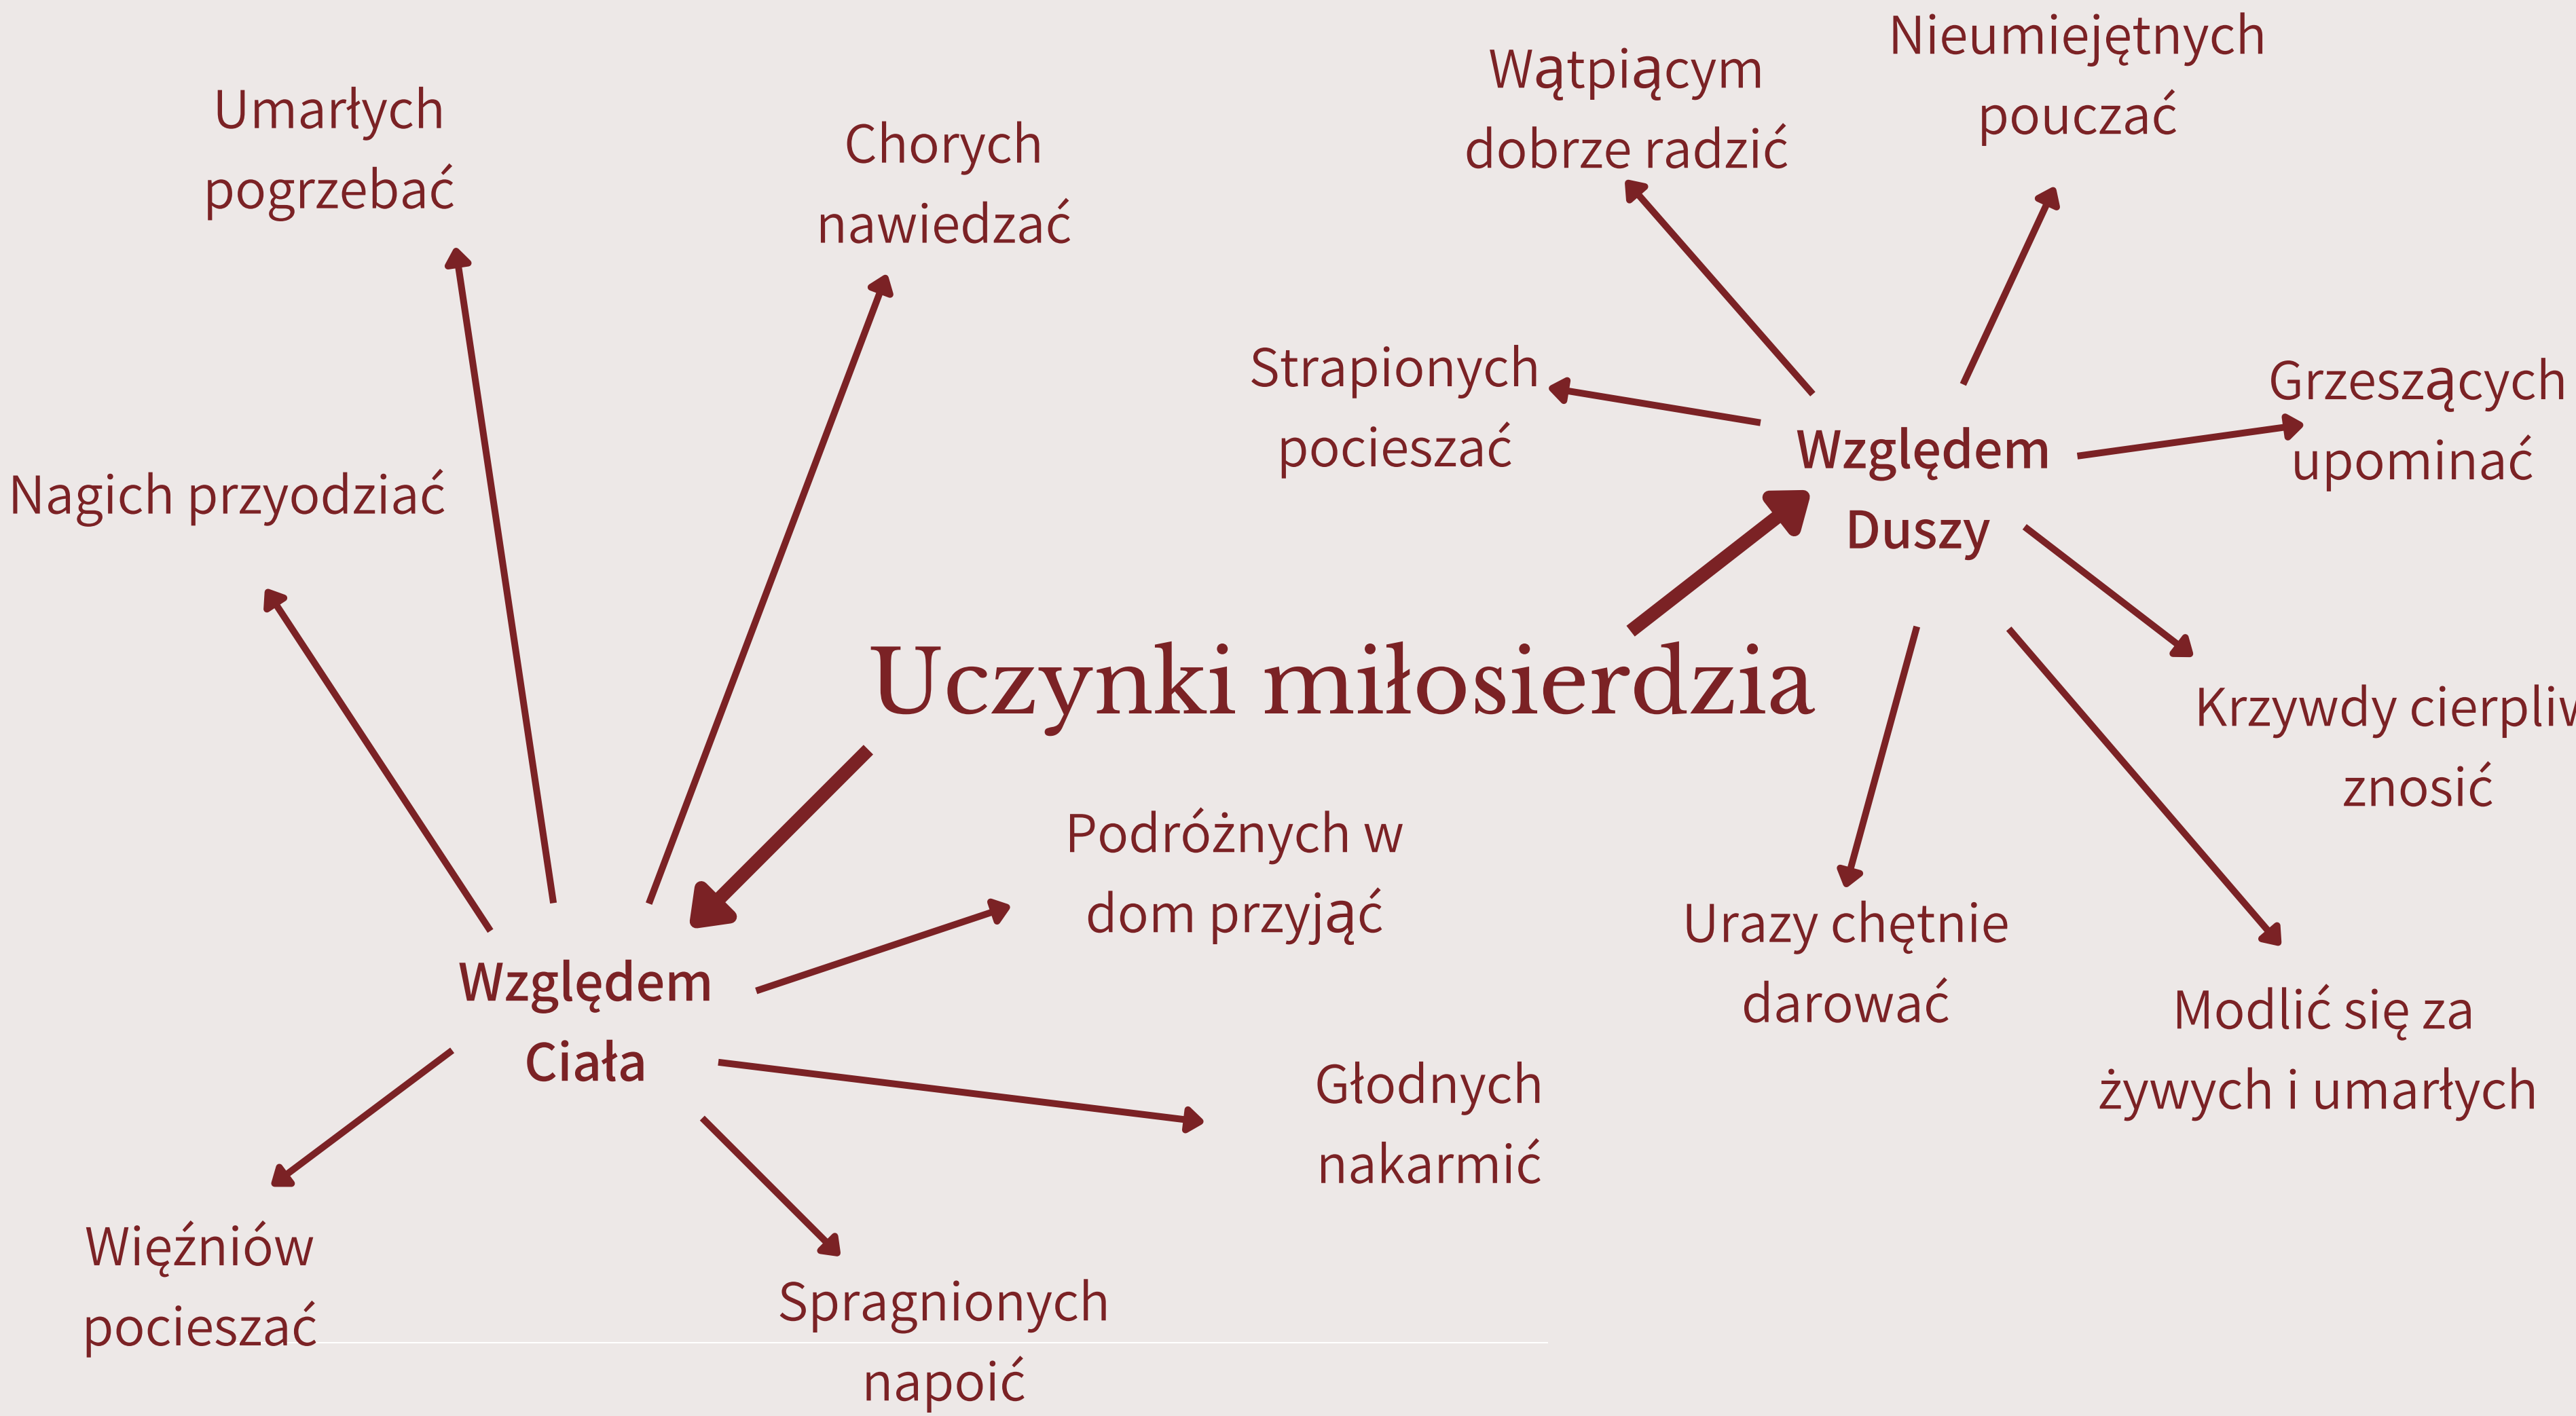 Uczynki miłosierdzia
Względem
Ciała
Umarłych
pogrzebać
Chorych
nawiedzać
Nagich przyodziać
Podróżnych w
dom przyjąć
Głodnych
nakarmić
Spragnionych
napoić
Więźniów
pocieszać
Względem
Duszy
Wątpiącym
dobrze radzić
Nieumiejętnych
pouczać
Strapionych
pocieszać
Grzeszących
upominać
Krzywdy
znosić
Urazy chętnie
darować
Modlić się za
żywych i umarłych